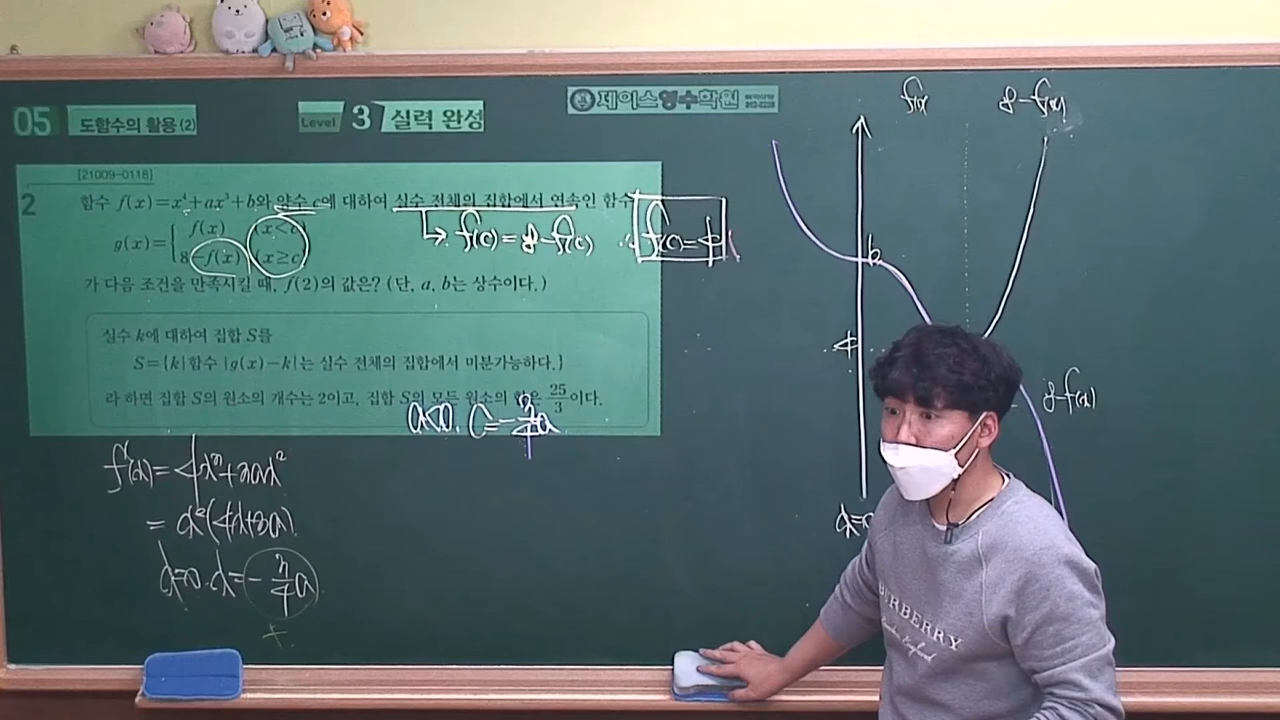 05 도함수의 활용 (2) Level 3 실력 완성
제이스영수학원
[21009-0118]
2 함수 f(x)=x⁴+ax³+b와 양수 c에 대하여 실수 전체의 집합에서 연속인 함수
g(x)={ f(x) (x<c)
8-f(x) (x≥c)
가 다음 조건을 만족시킬 때, f(2)의 값은? (단, a, b는 상수이다.)
실수 k에 대하여 집합 S를
S={k|함수 |g(x)-k|는 실수 전체의 집합에서 미분가능하다.}
라 하면 집합 S의 원소의 개수는 2이고, 집합 S의 모든 원소의 합은 25/3이다.
f(c)=8-f(c) ∴ f(c)=4
a<0. c=-3/4a
f'(x)=4x³+3ax²
=x²(4x+3a)
x=0. x=-3/4a
+
f(x) 8-f(x)
b
4
8-f(x)
x=0
BURBERRY
London, England